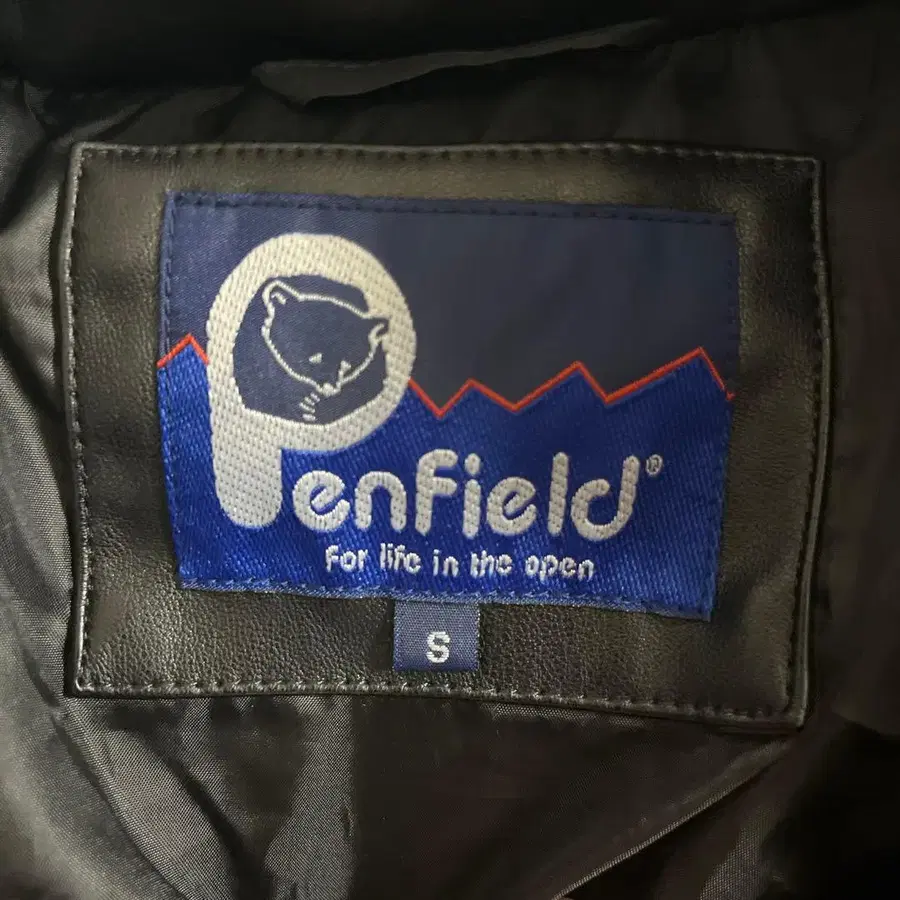 Penfield®
For life in the open
S